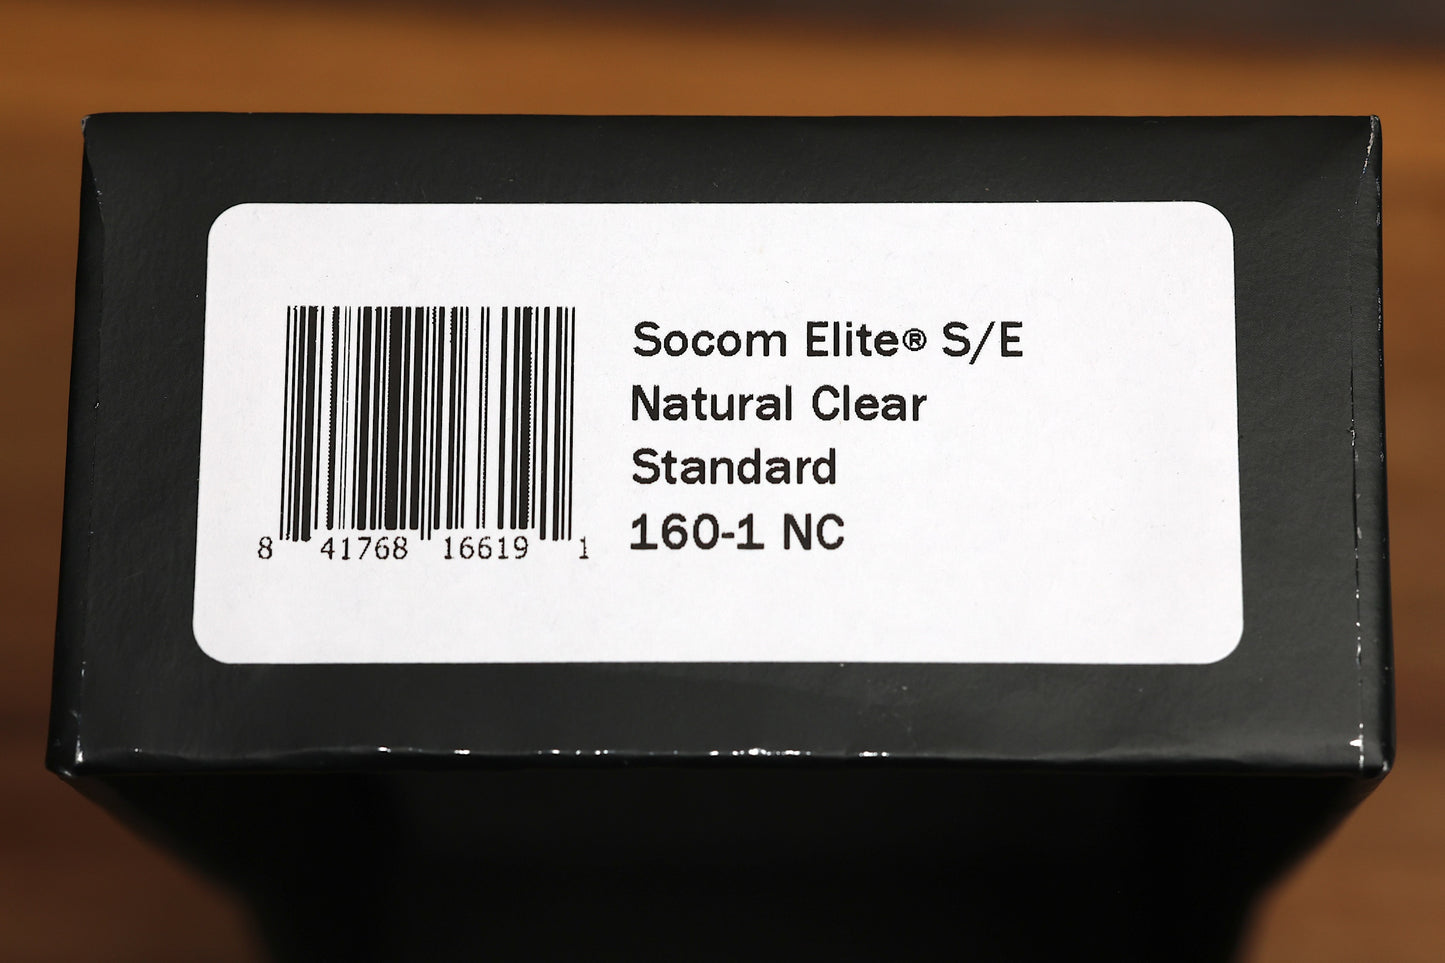 Socom Elite® S/E
Natural Clear
Standard
160-1 NC
8 41768 16619 1